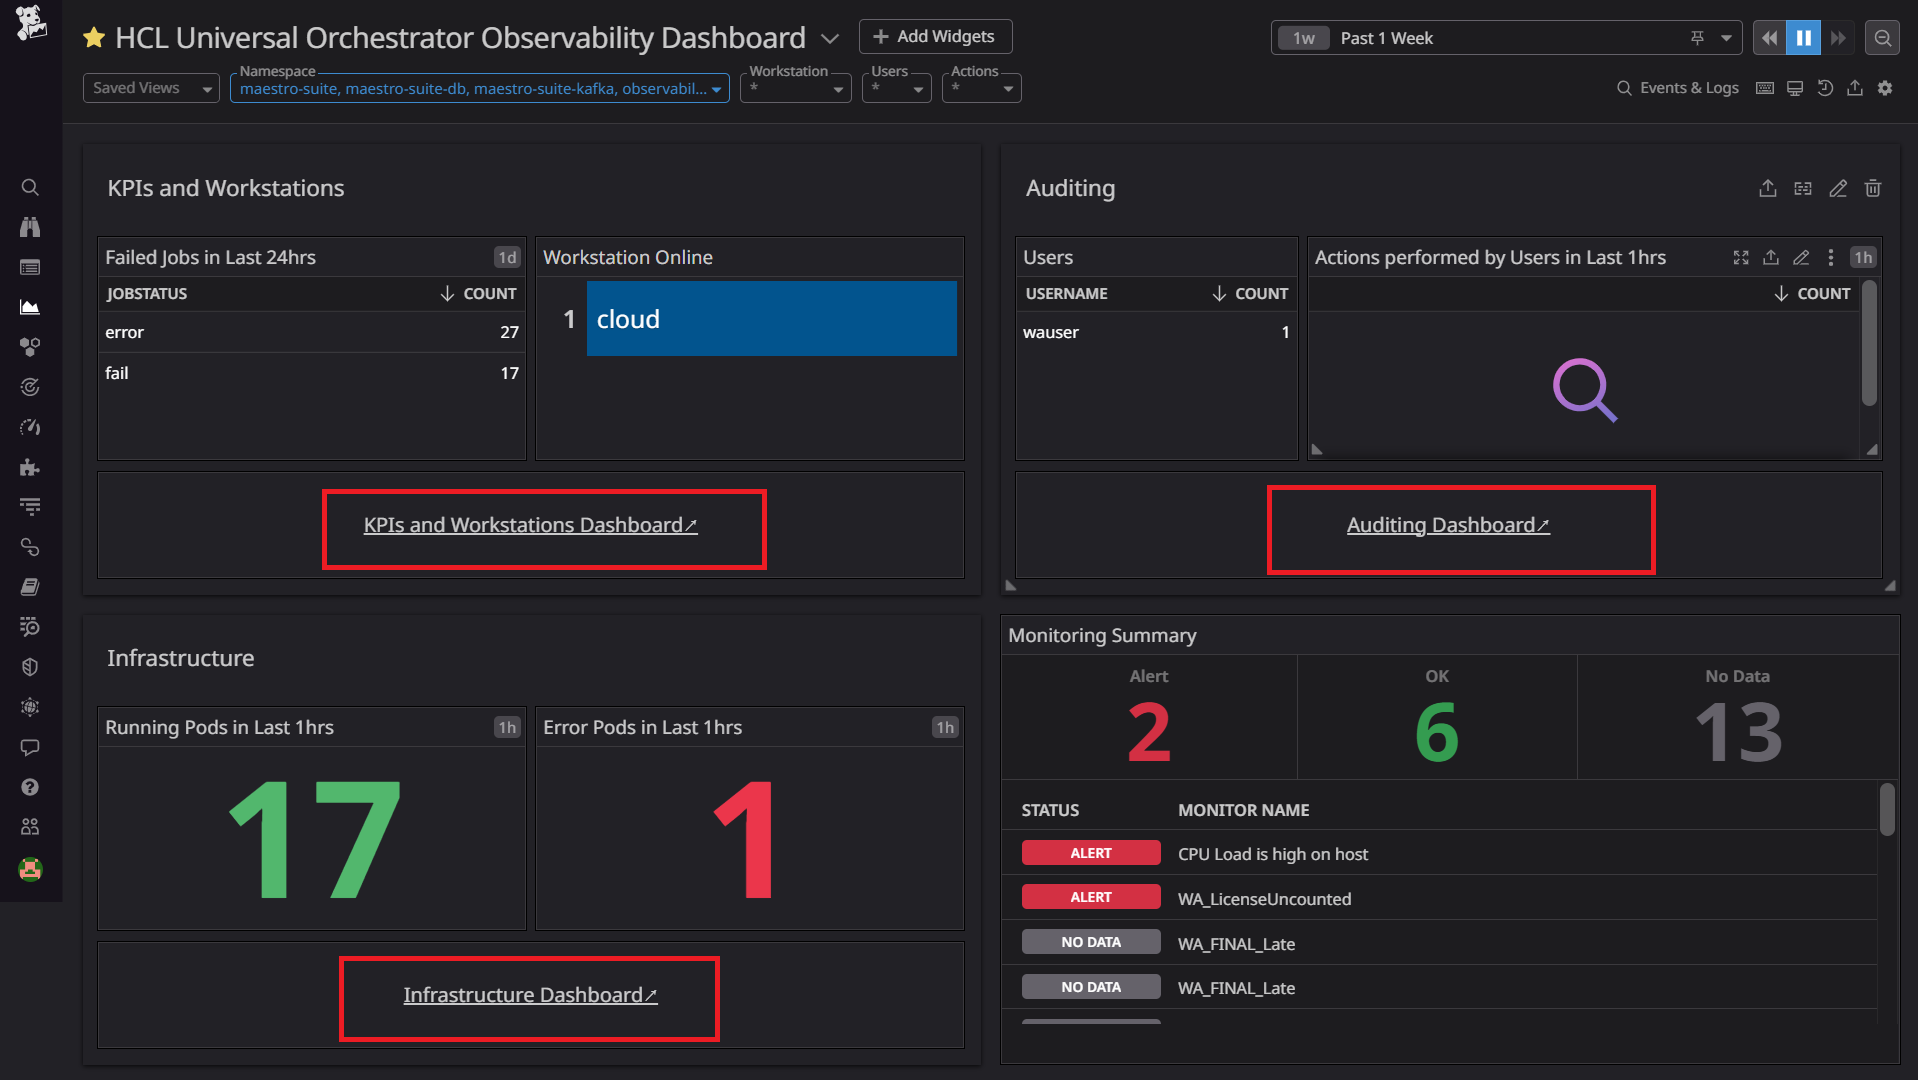 HCL Universal Orchestrator Observability Dashboard
Add Widgets
1w Past 1 Week
Saved Views
Namespace
maestro-suite, maestro-suite-db, maestro-suite-kafka, observabil...
Workstation
*
Users
*
Actions
*
Events & Logs
KPIs and Workstations
Failed Jobs in Last 24hrs 1d
JOBSTATUS COUNT
error 27
fail 17
Workstation Online
1 cloud
KPIs and Workstations Dashboard↗
Auditing
Users
USERNAME COUNT
wauser 1
Actions performed by Users in Last 1hrs 1h
COUNT
Auditing Dashboard↗
Infrastructure
Running Pods in Last 1hrs 1h
17
Error Pods in Last 1hrs 1h
1
Infrastructure Dashboard↗
Monitoring Summary
Alert OK No Data
2 6 13
STATUS MONITOR NAME
ALERT CPU Load is high on host
ALERT WA_LicenseUncounted
NO DATA WA_FINAL_Late
NO DATA WA_FINAL_Late